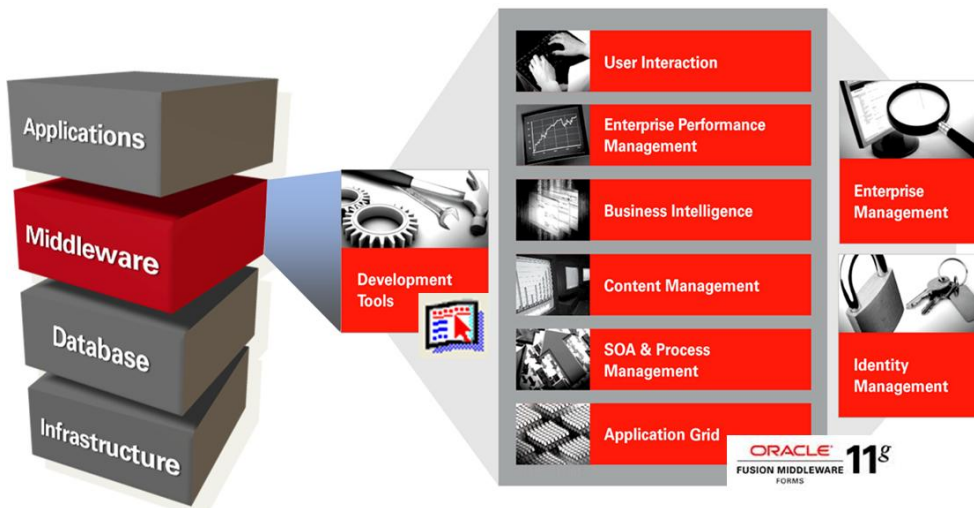 Applications
Middleware
Database
Infrastructure
Development
Tools
User Interaction
Enterprise Performance
Management
Business Intelligence
Content Management
SOA & Process
Management
Application Grid
Enterprise
Management
Identity
Management
ORACLE
FUSION MIDDLEWARE
FORMS
11g